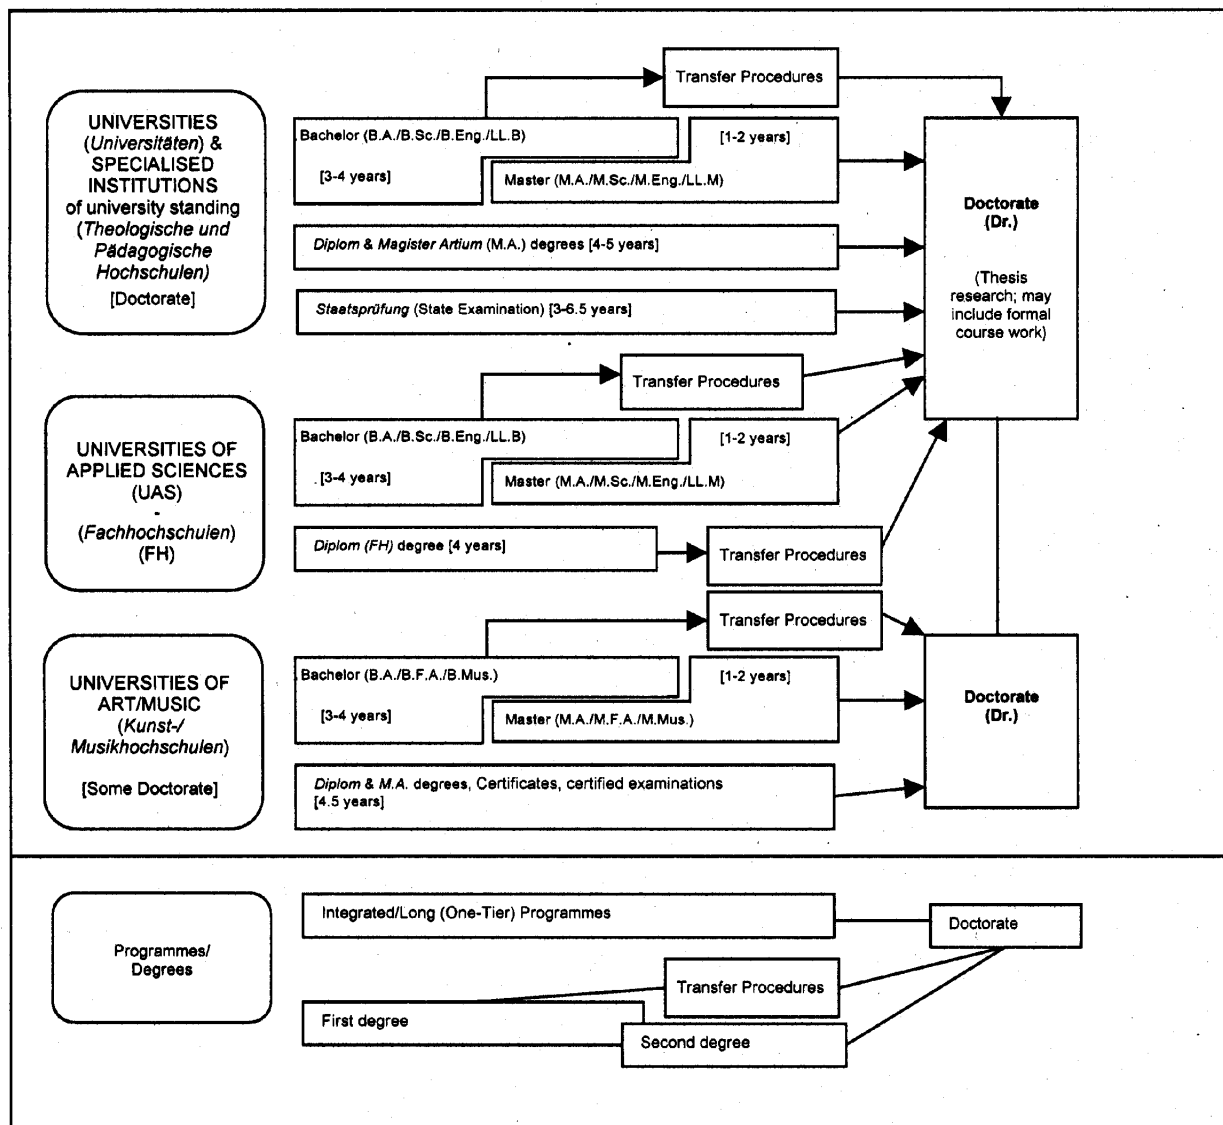 Transfer Procedures
UNIVERSITIES
(Universitäten) &
SPECIALISED
INSTITUTIONS
of university standing
(Theologische und
Pädagogische
Hochschulen)
[Doctorate]
Bachelor (B.A./B.Sc./B.Eng./LL.B)
[3-4 years]
[1-2 years]
Master (M.A./M.Sc./M.Eng./LL.M)
Diplom & Magister Artium (M.A.) degrees [4-5 years]
Staatsprüfung (State Examination) [3-6.5 years]
Doctorate
(Dr.)
(Thesis
research; may
include formal
course work)
Transfer Procedures
UNIVERSITIES OF
APPLIED SCIENCES
(UAS)
-
(Fachhochschulen)
(FH)
Bachelor (B.A./B.Sc./B.Eng./LL.B)
[3-4 years]
[1-2 years]
Master (M.A./M.Sc./M.Eng./LL.M)
Diplom (FH) degree [4 years]
Transfer Procedures
Transfer Procedures
UNIVERSITIES OF
ART/MUSIC
(Kunst-/
Musikhochschulen)
[Some Doctorate]
Bachelor (B.A./B.F.A./B.Mus.)
[3-4 years]
[1-2 years]
Master (M.A./M.F.A./M.Mus.)
Diplom & M.A. degrees, Certificates, certified examinations
[4.5 years]
Doctorate
(Dr.)
Programmes/
Degrees
Integrated/Long (One-Tier) Programmes
Doctorate
Transfer Procedures
First degree
Second degree